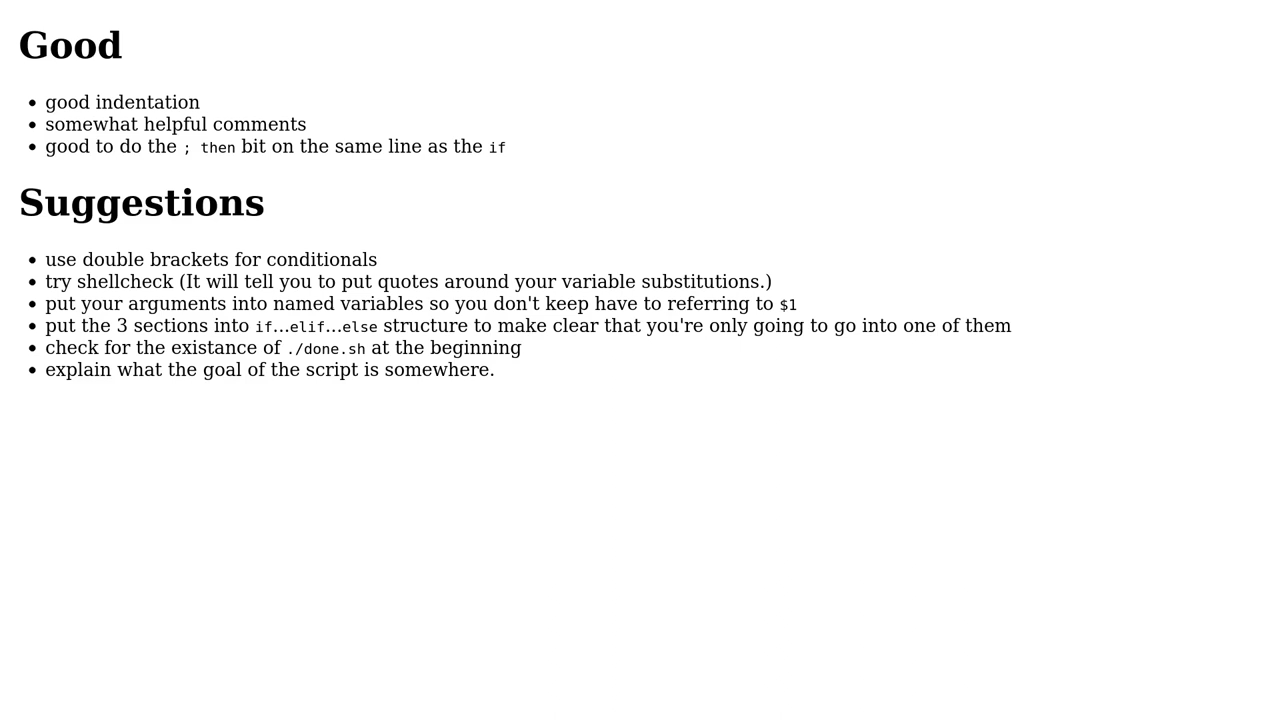 Good
• good indentation
• somewhat helpful comments
• good to do the ; then bit on the same line as the if
Suggestions
• use double brackets for conditionals
• try shellcheck (It will tell you to put quotes around your variable substitutions.)
• put your arguments into named variables so you don't keep have to referring to $1
• put the 3 sections into if...elif...else structure to make clear that you're only going to go into one of them
• check for the existance of ./done.sh at the beginning
• explain what the goal of the script is somewhere.